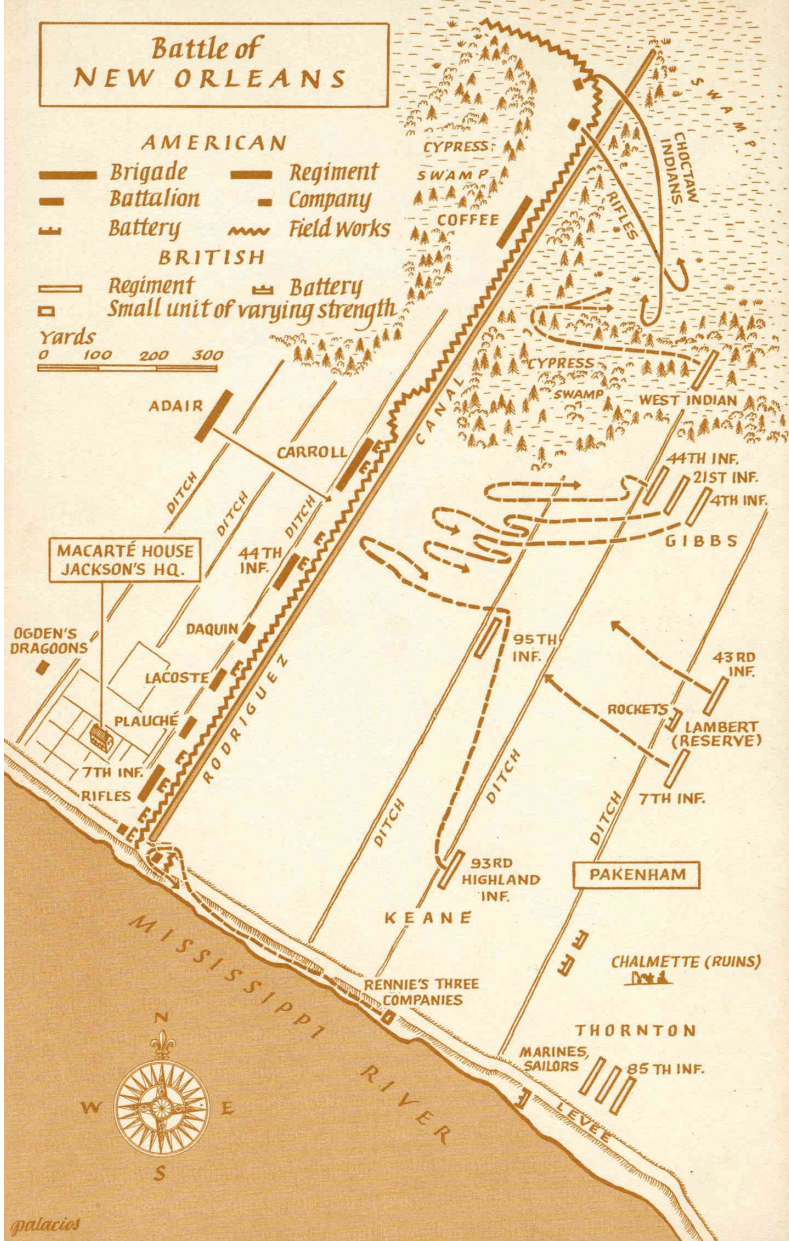 Battle of
NEW ORLEANS
AMERICAN
Brigade
Regiment
Battalion
Company
Battery
Field Works
BRITISH
Regiment
Battery
Small unit of varying strength
Yards
0 100 200 300
SWAMP
CYPRESS
SWAMP
CHOCTAW
INDIANS
RIFLES
COFFEE
CYPRESS
SWAMP
WEST INDIAN
ADAIR
CARROLL
CANAL
DITCH
DITCH
DITCH
44TH INF.
21ST INF.
4TH INF.
GIBBS
MACARTÉ HOUSE
JACKSON'S HQ.
44TH
INF.
OGDEN'S
DRAGOONS
DAQUIN
LACOSTE
PLAUCHÉ
7TH INF.
RIFLES
RODRIGUEZ
95TH
INF.
43RD
INF.
ROCKETS
LAMBERT
(RESERVE)
7TH INF.
DITCH
DITCH
DITCH
93RD
HIGHLAND
INF.
KEANE
PAKENHAM
CHALMETTE (RUINS)
MISSISSIPPI RIVER
RENNIE'S THREE
COMPANIES
THORNTON
MARINES,
SAILORS
85TH INF.
LEVEE
N
W E
S
palacios